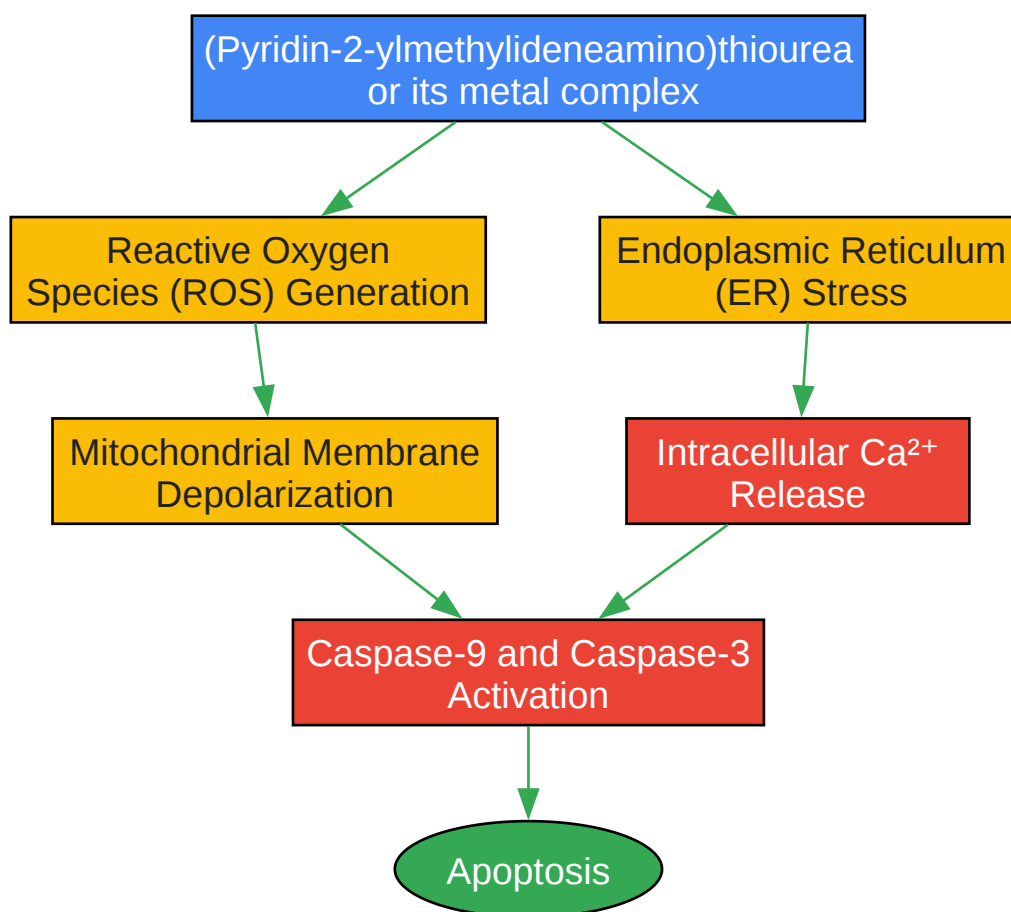 (Pyridin-2-ylmethylideneamino)thiourea
or its metal complex
Reactive Oxygen
Species (ROS) Generation
Endoplasmic Reticulum
(ER) Stress
Mitochondrial Membrane
Depolarization
Intracellular Ca²⁺
Release
Caspase-9 and Caspase-3
Activation
Apoptosis